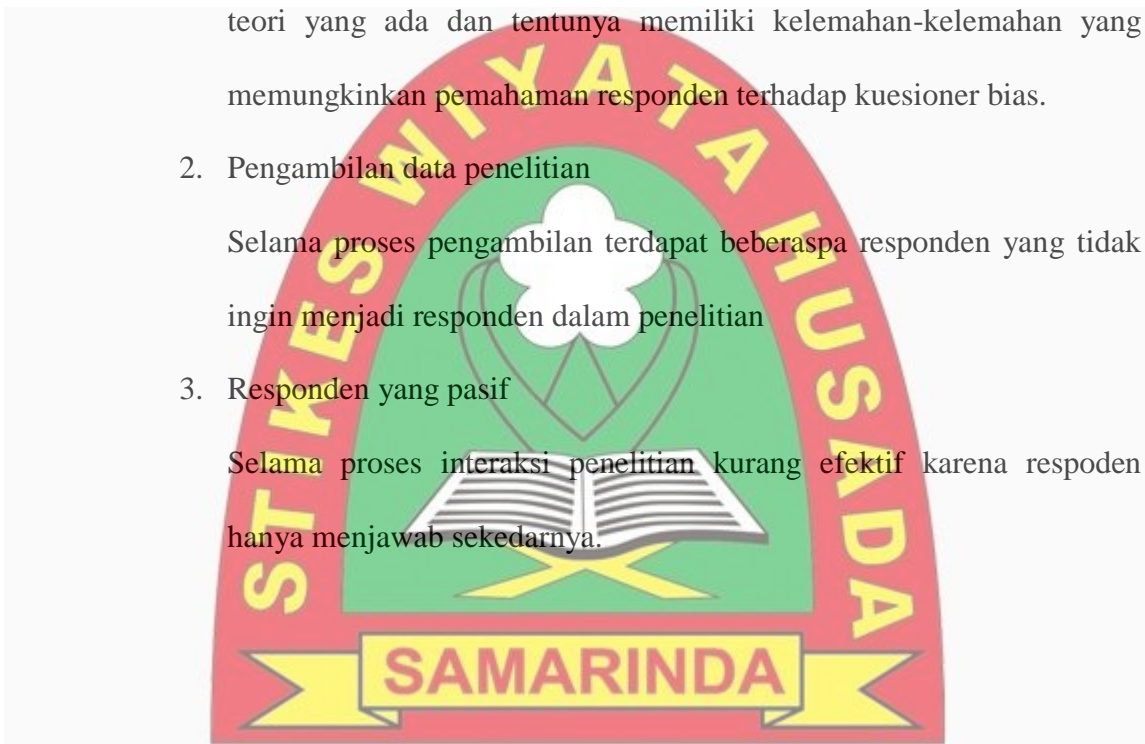 teori yang ada dan tentunya memiliki kelemahan-kelemahan yang
memungkinkan pemahaman responden terhadap kuesioner bias.
2. Pengambilan data penelitian
Selama proses pengambilan terdapat beberaspa responden yang tidak
ingin menjadi responden dalam penelitian
3. Responden yang pasif
Selama proses interaksi penelitian kurang efektif karena respoden
hanya menjawab sekedarnya.
STIKES WIYATA HUSADA
SAMARINDA